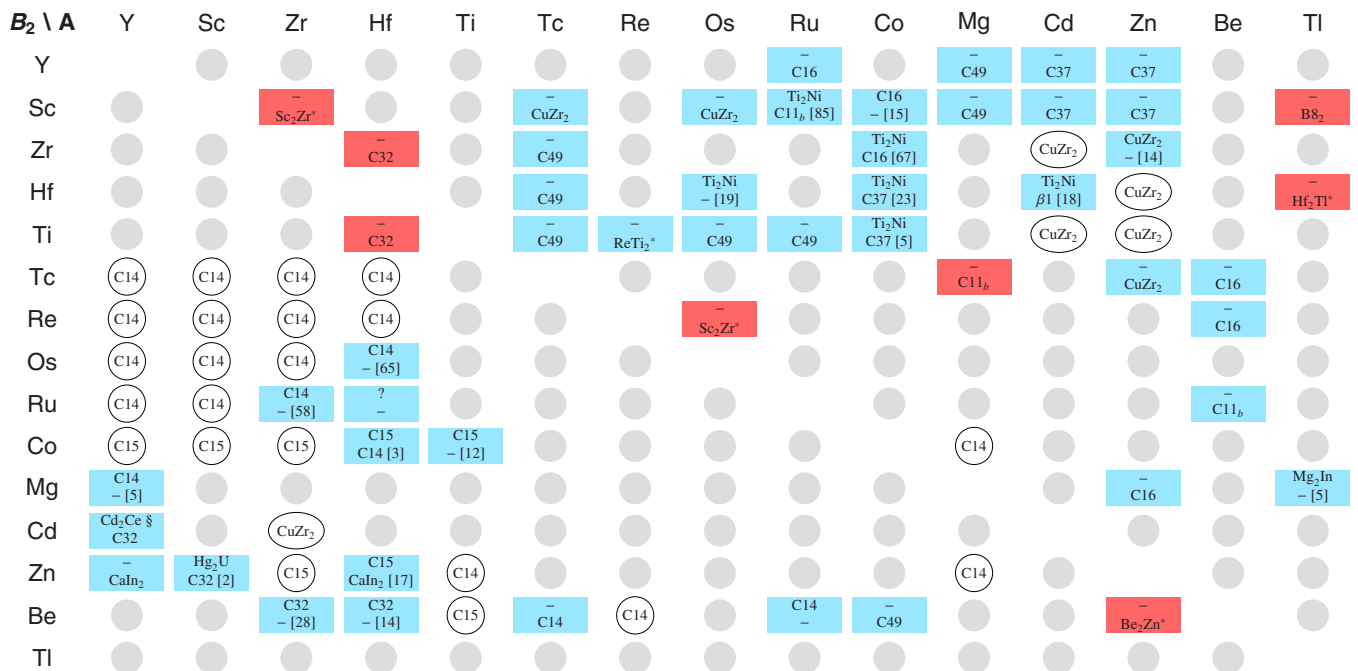 B₂ \ A Y Sc Zr Hf Ti Tc Re Os Ru Co Mg Cd Zn Be Tl
Y – – – –
C16 C49 C37 C37
Sc – – – Ti₂Ni C16 – – – –
Sc₂Zr* CuZr₂ CuZr₂ C11b [85] – [15] C49 C37 C37 B8₂
Zr – – Ti₂Ni CuZr₂ CuZr₂
C32 C49 C16 [67] – [14]
Hf – Ti₂Ni Ti₂Ni Ti₂Ni CuZr₂ –
C49 – [19] C37 [23] β1 [18] Hf₂Tl*
Ti – – – – – Ti₂Ni CuZr₂ CuZr₂
C32 C49 ReTi₂* C49 C49 C37 [5]
Tc C14 C14 C14 C14 – – –
C11b CuZr₂ C16
Re C14 C14 C14 C14 – –
Sc₂Zr* C16
Os C14 C14 C14 C14
– [65]
Ru C14 C14 C14 ? –
– [58] – C11b
Co C15 C15 C15 C15 C15 C14
C14 [3] – [12]
Mg C14 – Mg₂In
– [5] C16 – [5]
Cd Cd₂Ce § CuZr₂
C32
Zn – Hg₂U C15 C15 C14 C14
CaIn₂ C32 [2] CaIn₂ [17]
Be C32 C32 C15 – C14 C14 – –
– [28] – [14] C14 – C49 Be₂Zn*
Tl